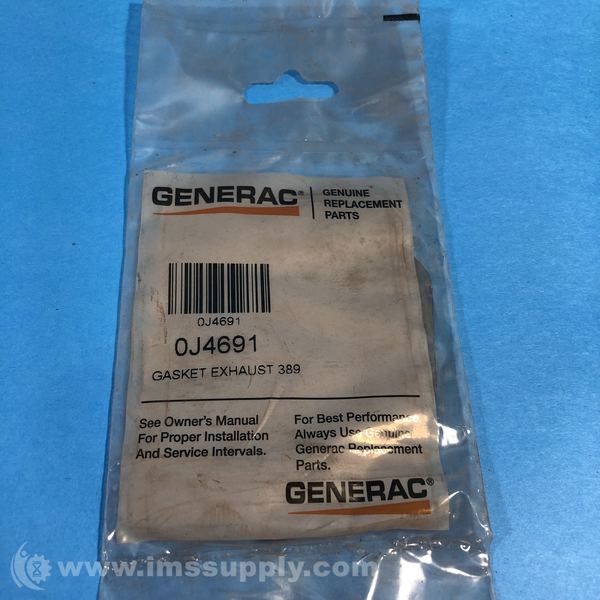 GENERAC®
GENUINE
REPLACEMENT
PARTS
0J4691
0J4691
GASKET EXHAUST 389
See Owner's Manual
For Proper Installation
And Service Intervals.
For Best Performance
Always Use Genuine
Generac Replacement
Parts.
GENERAC®
www.imssupply.com